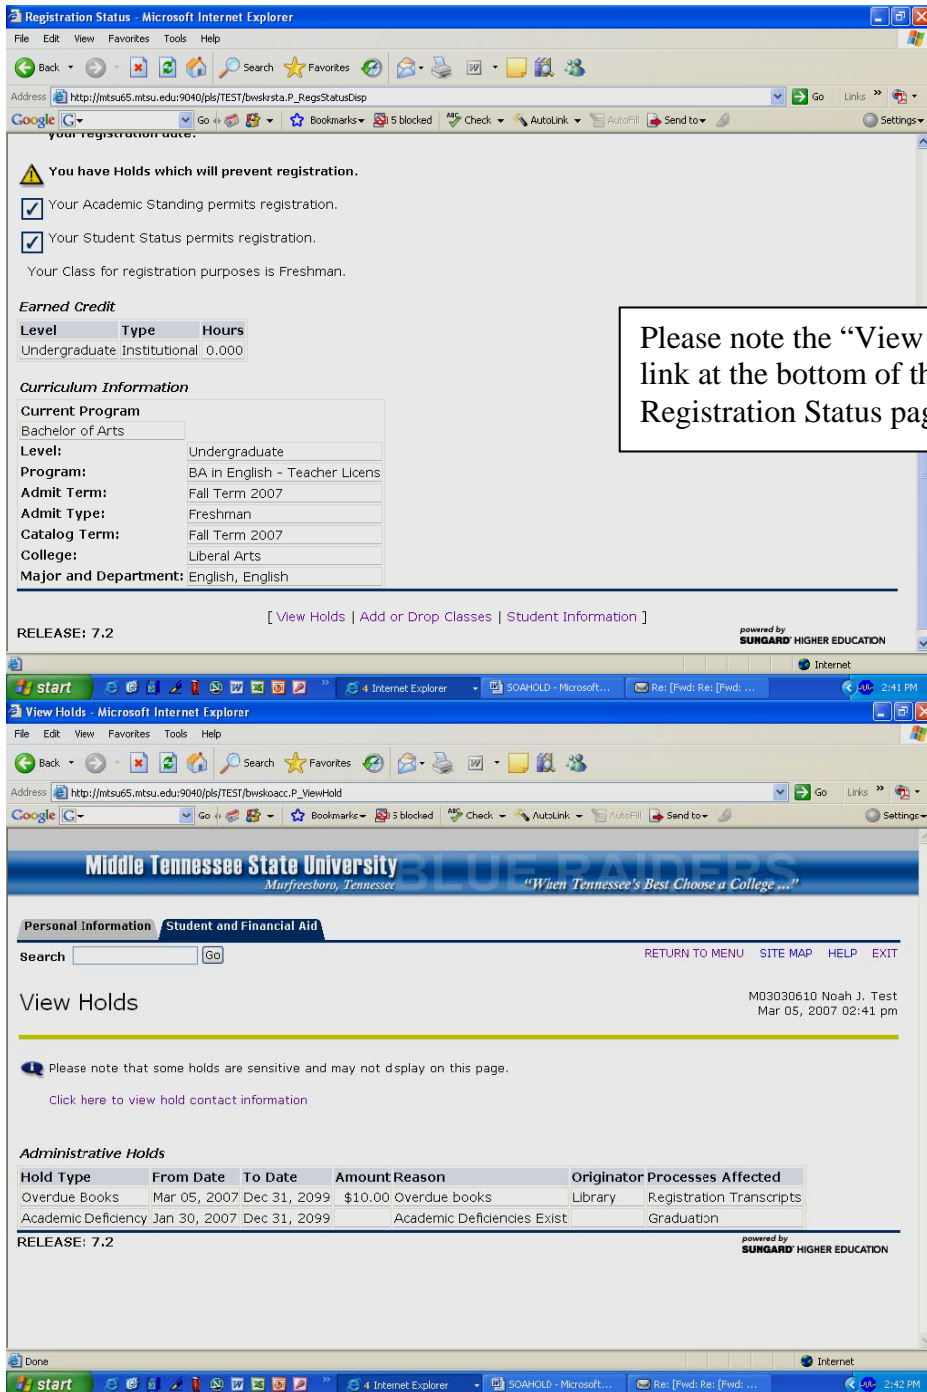 Registration Status - Microsoft Internet Explorer
File Edit View Favorites Tools Help
Back Search Favorites
Address http://mtsu65.mtsu.edu:9040/pls/TEST/bwskrsta.P_RegsStatusDisp Go Links »
Google G Go Bookmarks 5 blocked Check AutoLink AutoFill Send to Settings
your registration date.
You have Holds which will prevent registration.
Your Academic Standing permits registration.
Your Student Status permits registration.
Your Class for registration purposes is Freshman.
Earned Credit
Level Type Hours
Undergraduate Institutional 0.000
Please note the “View
link at the bottom of th
Registration Status pag
Curriculum Information
Current Program
Bachelor of Arts
Level: Undergraduate
Program: BA in English - Teacher Licens
Admit Term: Fall Term 2007
Admit Type: Freshman
Catalog Term: Fall Term 2007
College: Liberal Arts
Major and Department: English, English
[ View Holds | Add or Drop Classes | Student Information ]
RELEASE: 7.2
powered by
SUNGARD® HIGHER EDUCATION
Internet
start » 4 Internet Explorer SOAHOLD - Microsoft... Re: [Fwd: Re: [Fwd: ... 2:41 PM
View Holds - Microsoft Internet Explorer
File Edit View Favorites Tools Help
Back Search Favorites
Address http://mtsu65.mtsu.edu:9040/pls/TEST/bwskoacc.P_ViewHold Go Links »
Google G Go Bookmarks 5 blocked Check AutoLink AutoFill Send to Settings
Middle Tennessee State University
Murfreesboro, Tennessee
BLUE RAIDERS
“When Tennessee's Best Choose a College ...”
Personal Information Student and Financial Aid
Search Go RETURN TO MENU SITE MAP HELP EXIT
View Holds
M03030610 Noah J. Test
Mar 05, 2007 02:41 pm
Please note that some holds are sensitive and may not display on this page.
Click here to view hold contact information
Administrative Holds
Hold Type From Date To Date Amount Reason Originator Processes Affected
Overdue Books Mar 05, 2007 Dec 31, 2099 $10.00 Overdue books Library Registration Transcripts
Academic Deficiency Jan 30, 2007 Dec 31, 2099 Academic Deficiencies Exist Graduation
RELEASE: 7.2
powered by
SUNGARD® HIGHER EDUCATION
Done Internet
start » 4 Internet Explorer SOAHOLD - Microsoft... Re: [Fwd: Re: [Fwd: ... 2:42 PM